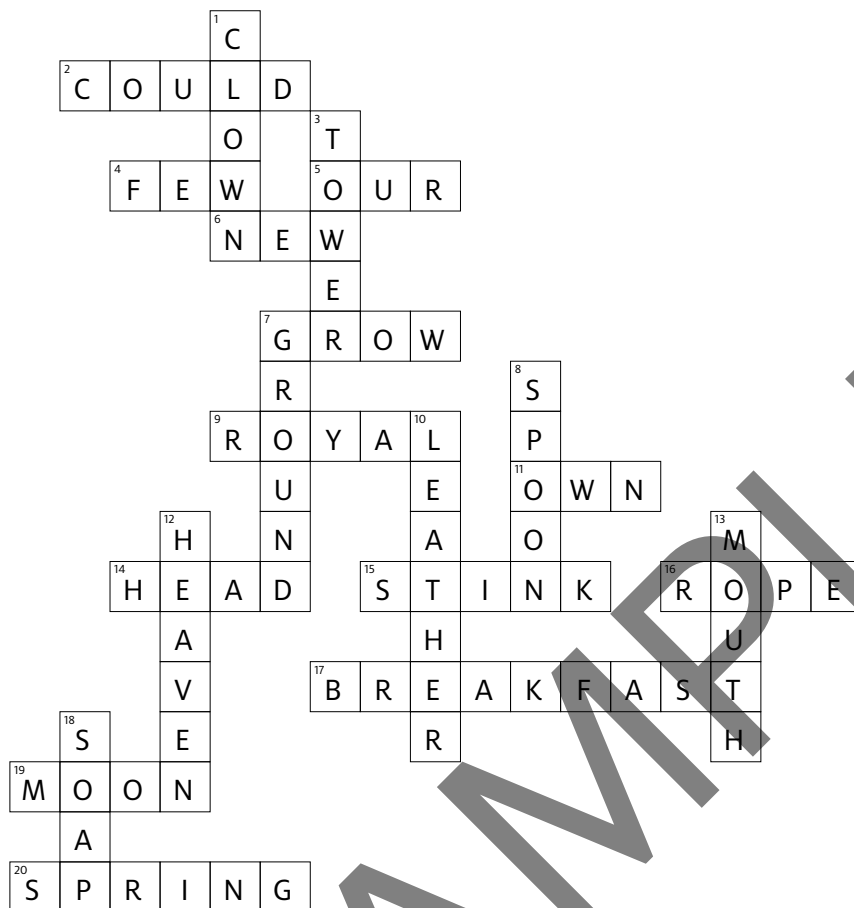 1 C
2 C O U L D
O 3 T
4 F E W 5 O U R
6 N E W
E
7 G R O W
R 8 S
9 R O Y A 10 L P
U E 11 O W N
12 H N A O 13 M
14 H E A D 15 S T I N K 16 R O P E
A H U
V 17 B R E A K F A S T
18 S E R H
19 M O O N
A
20 S P R I N G